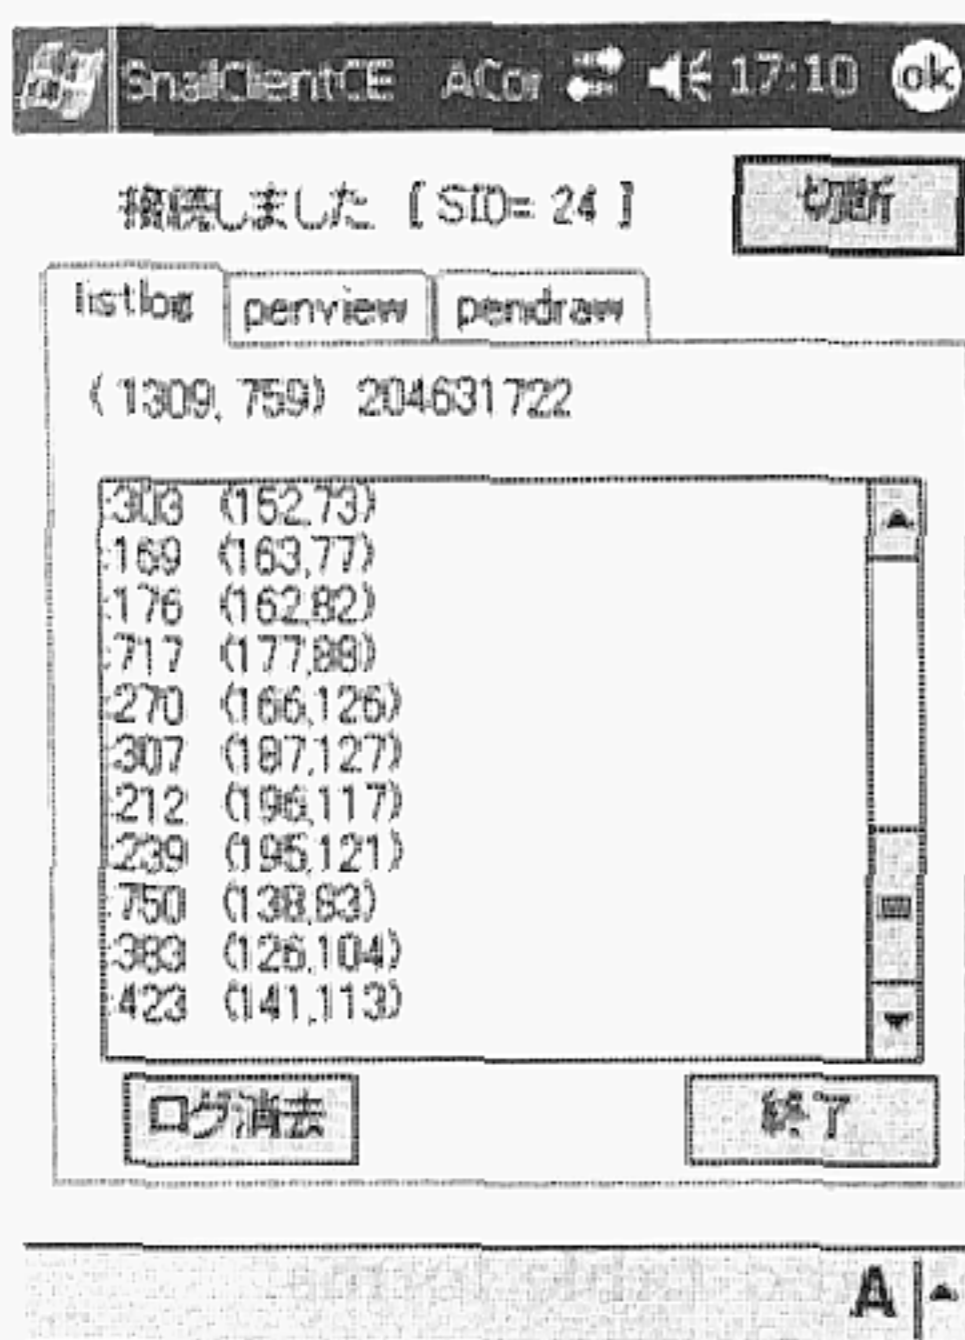 SnalClientCE ACor 17:10 ok
接続しました [ SID= 24 ] 切断
listlog penview pendraw
( 1309, 759) 204631722
:303 (152,73)
:169 (163,77)
:176 (162,82)
:717 (177,88)
:270 (166,126)
:307 (187,127)
:212 (196,117)
:239 (195,121)
:750 (138,83)
:383 (126,104)
:423 (141,113)
ログ消去 終了
A